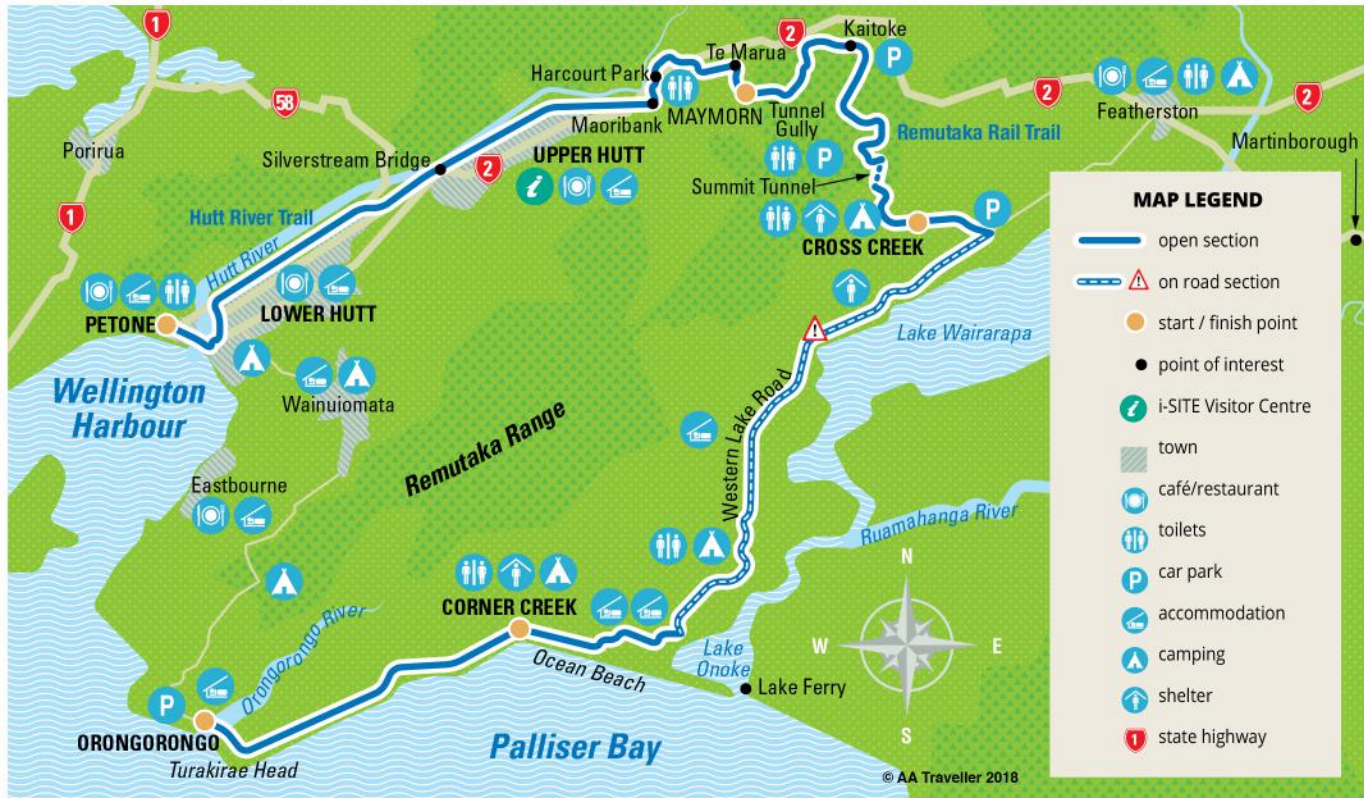 1
2
Kaitoke
Te Marua
P
Harcourt Park
58
MAYMORN
Tunnel
Gully
2
Featherston
2
Maoribank
Remutaka Rail Trail
Martinborough
Porirua
Silverstream Bridge
2
UPPER HUTT
i
P
Summit Tunnel
P
1
Hutt River Trail
Hutt River
CROSS CREEK
PETONE
LOWER HUTT
!
Lake Wairarapa
Wellington
Harbour
Wainuiomata
Western Lake Road
Remutaka Range
Eastbourne
Ruamahanga River
CORNER CREEK
Orongorongo River
Ocean Beach
Lake
Onoke
Lake Ferry
P
ORONGORONGO
Turakirae Head
Palliser Bay
N
W
E
S
© AA Traveller 2018
MAP LEGEND
open section
! on road section
start / finish point
point of interest
i i-SITE Visitor Centre
town
café/restaurant
toilets
P car park
accommodation
camping
shelter
1 state highway